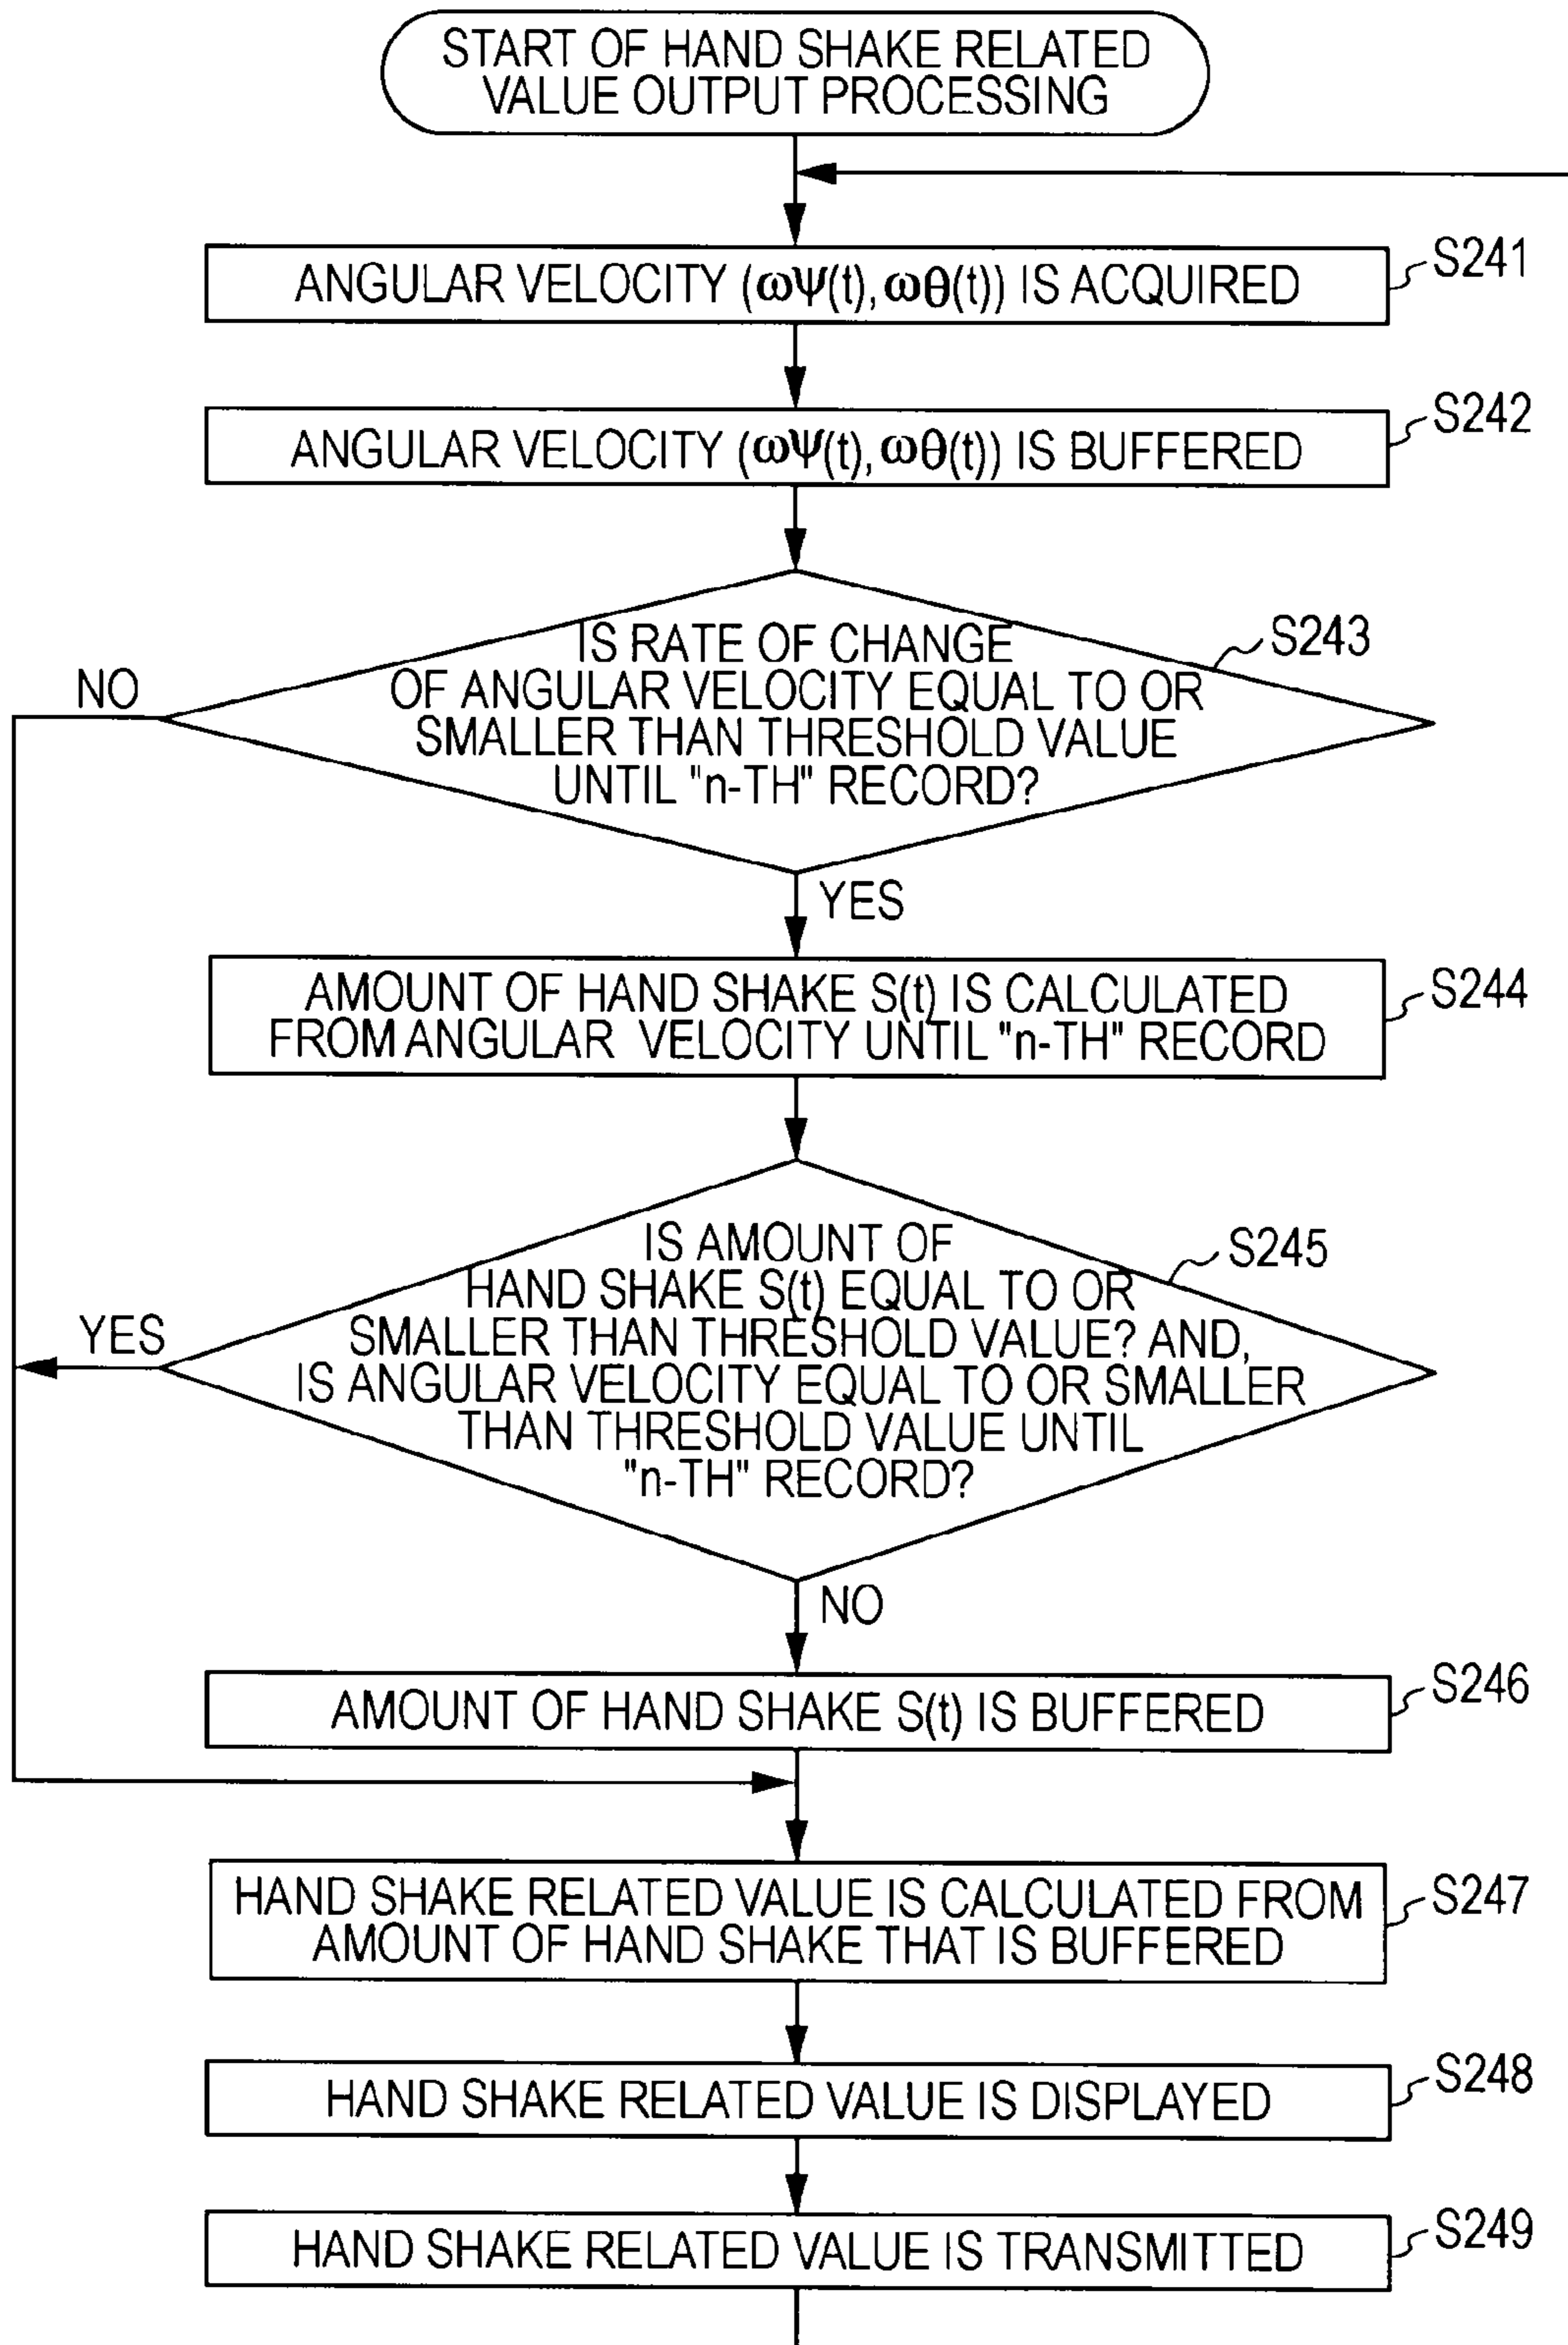 START OF HAND SHAKE RELATED
VALUE OUTPUT PROCESSING
ANGULAR VELOCITY (ωΨ(t), ωθ(t)) IS ACQUIRED
S241
ANGULAR VELOCITY (ωΨ(t), ωθ(t)) IS BUFFERED
S242
IS RATE OF CHANGE
OF ANGULAR VELOCITY EQUAL TO OR
SMALLER THAN THRESHOLD VALUE
UNTIL "n-TH" RECORD?
S243
NO
YES
AMOUNT OF HAND SHAKE S(t) IS CALCULATED
FROM ANGULAR VELOCITY UNTIL "n-TH" RECORD
S244
IS AMOUNT OF
HAND SHAKE S(t) EQUAL TO OR
SMALLER THAN THRESHOLD VALUE? AND,
IS ANGULAR VELOCITY EQUAL TO OR SMALLER
THAN THRESHOLD VALUE UNTIL
"n-TH" RECORD?
S245
YES
NO
AMOUNT OF HAND SHAKE S(t) IS BUFFERED
S246
HAND SHAKE RELATED VALUE IS CALCULATED FROM
AMOUNT OF HAND SHAKE THAT IS BUFFERED
S247
HAND SHAKE RELATED VALUE IS DISPLAYED
S248
HAND SHAKE RELATED VALUE IS TRANSMITTED
S249